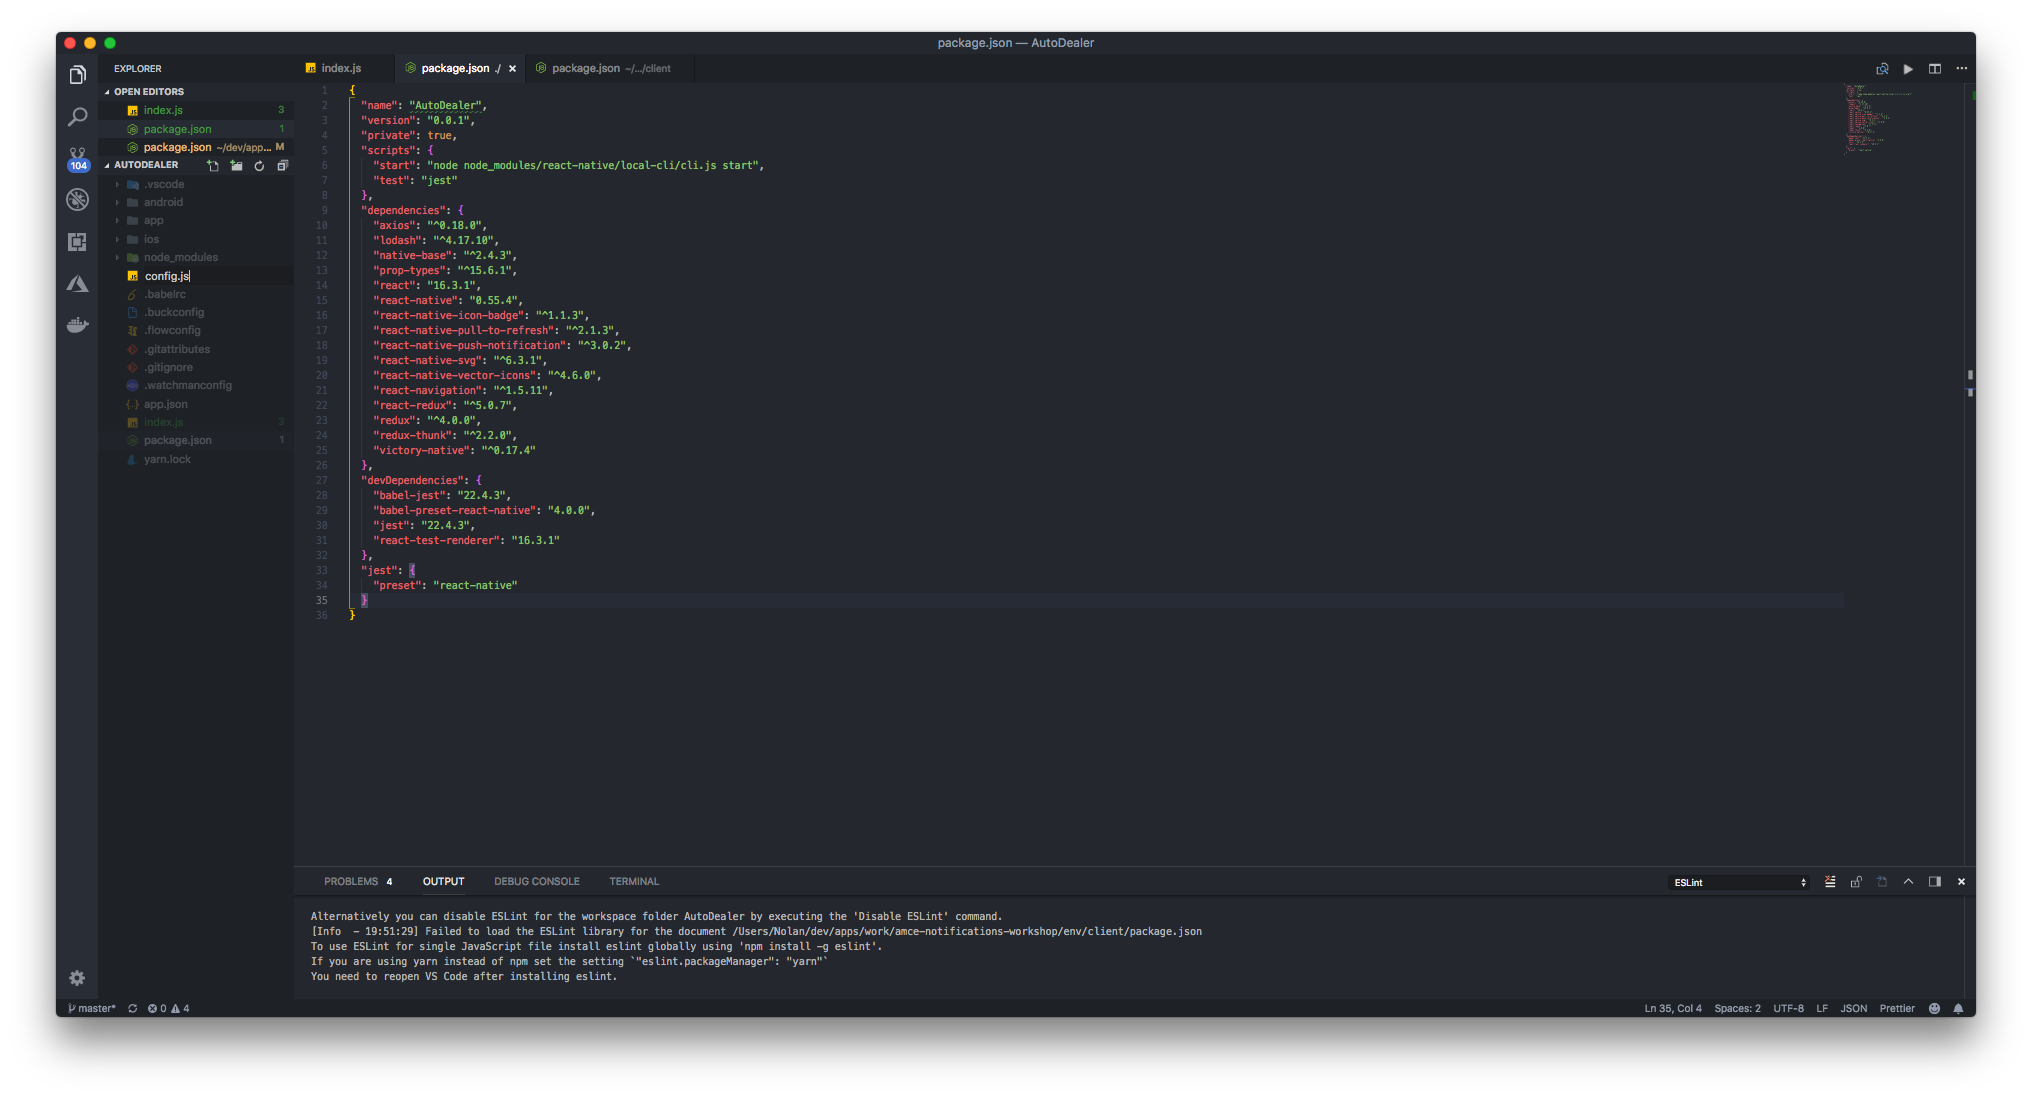 package.json — AutoDealer
EXPLORER
index.js
package.json ./
package.json ~/.../client
OPEN EDITORS
index.js 3
package.json 1
package.json ~/dev/app... M
104
AUTODEALER
.vscode
android
app
ios
node_modules
config.js
.babelrc
.buckconfig
.flowconfig
.gitattributes
.gitignore
.watchmanconfig
app.json
index.js 3
package.json 1
yarn.lock
1 {
2 "name": "AutoDealer",
3 "version": "0.0.1",
4 "private": true,
5 "scripts": {
6 "start": "node node_modules/react-native/local-cli/cli.js start",
7 "test": "jest"
8 },
9 "dependencies": {
10 "axios": "^0.18.0",
11 "lodash": "^4.17.10",
12 "native-base": "^2.4.3",
13 "prop-types": "^15.6.1",
14 "react": "16.3.1",
15 "react-native": "0.55.4",
16 "react-native-icon-badge": "^1.1.3",
17 "react-native-pull-to-refresh": "^2.1.3",
18 "react-native-push-notification": "^3.0.2",
19 "react-native-svg": "^6.3.1",
20 "react-native-vector-icons": "^4.6.0",
21 "react-navigation": "^1.5.11",
22 "react-redux": "^5.0.7",
23 "redux": "^4.0.0",
24 "redux-thunk": "^2.2.0",
25 "victory-native": "^0.17.4"
26 },
27 "devDependencies": {
28 "babel-jest": "22.4.3",
29 "babel-preset-react-native": "4.0.0",
30 "jest": "22.4.3",
31 "react-test-renderer": "16.3.1"
32 },
33 "jest": {
34 "preset": "react-native"
35 }
36 }
PROBLEMS 4 OUTPUT DEBUG CONSOLE TERMINAL ESLint
Alternatively you can disable ESLint for the workspace folder AutoDealer by executing the 'Disable ESLint' command.
[Info  - 19:51:29] Failed to load the ESLint library for the document /Users/Nolan/dev/apps/work/amce-notifications-workshop/env/client/package.json
To use ESLint for single JavaScript file install eslint globally using 'npm install -g eslint'.
If you are using yarn instead of npm set the setting `"eslint.packageManager": "yarn"`
You need to reopen VS Code after installing eslint.
master* 0 4 Ln 35, Col 4 Spaces: 2 UTF-8 LF JSON Prettier